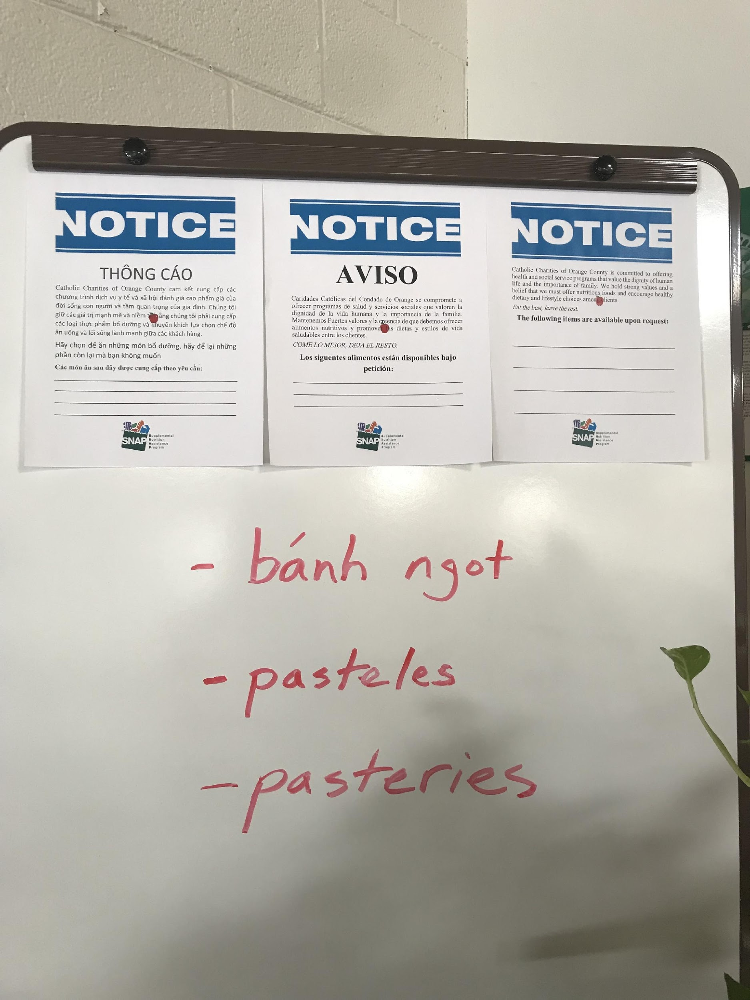 NOTICE
THÔNG CÁO
Catholic Charities of Orange County cam kết cung cấp các
chương trình dịch vụ y tế và xã hội đánh giá cao phẩm giá của
đời sống con người và tầm quan trọng của gia đình. Chúng tôi
giữ các giá trị mạnh mẽ và niềm rằng chúng tôi phải cung cấp
các loại thực phẩm bổ dưỡng và khuyến khích lựa chọn chế độ
ăn uống và lối sống lành mạnh giữa các khách hàng.
Hãy chọn để ăn những món bổ dưỡng, hãy để lại những
phần còn lại mà bạn không muốn
Các món ăn sau đây được cung cấp theo yêu cầu:
SNAP
Supplemental
Nutrition
Assistance
Program
NOTICE
AVISO
Caridades Católicas del Condado de Orange se compromete a
ofrecer programas de salud y servicios sociales que valoren la
dignidad de la vida humana y la importancia de la familia.
Mantenemos Fuertes valores y la creencia de que debemos ofrecer
alimentos nutritivos y promover las dietas y estilos de vida
saludables entre los clientes.
COME LO MEJOR, DEJA EL RESTO.
Los siguentes alimentos están disponibles bajo
petición:
SNAP
Supplemental
Nutrition
Assistance
Program
NOTICE
Catholic Charities of Orange County is committed to offering
health and social service programs that value the dignity of human
life and the importance of family. We hold strong values and a
belief that we must offer nutritious foods and encourage healthy
dietary and lifestyle choices among clients.
Eat the best, leave the rest.
The following items are available upon request:
SNAP
Supplemental
Nutrition
Assistance
Program
- bánh ngot
- pasteles
- pasteries